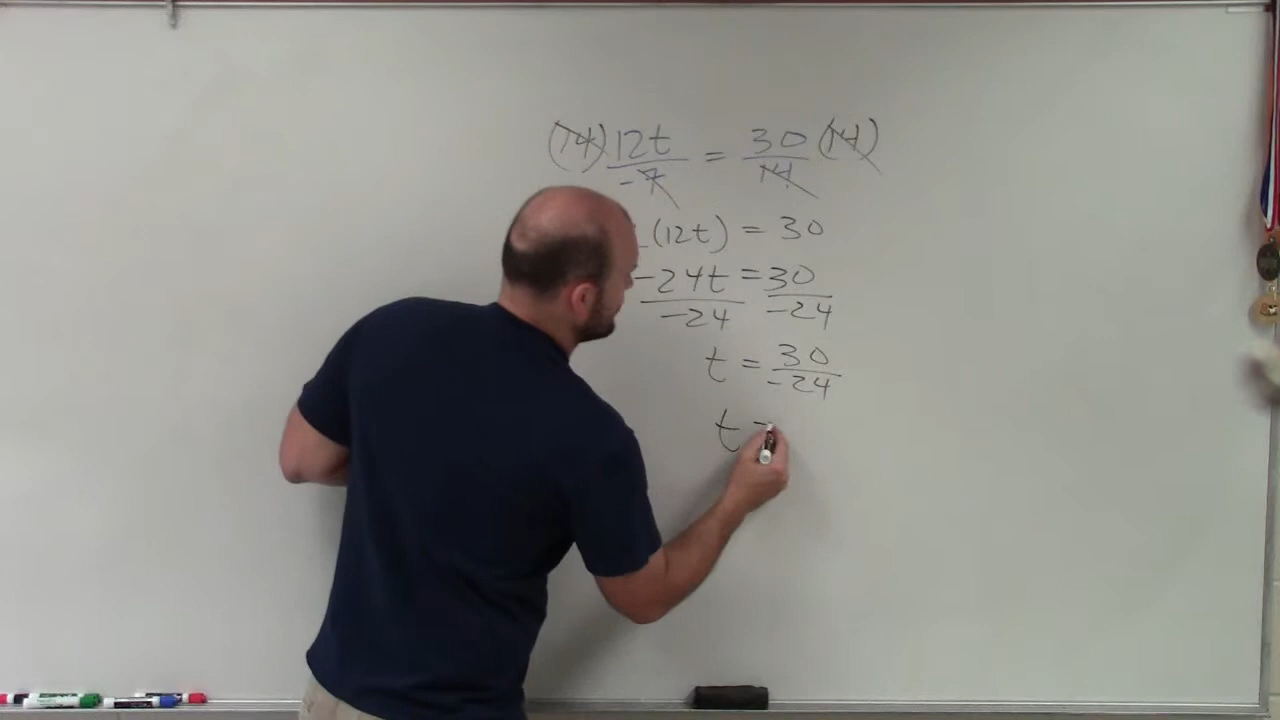 (14) 12t/-7 = 30/14 (14)
(12t) = 30
-24t/-24 = 30/-24
t = 30/-24
t =